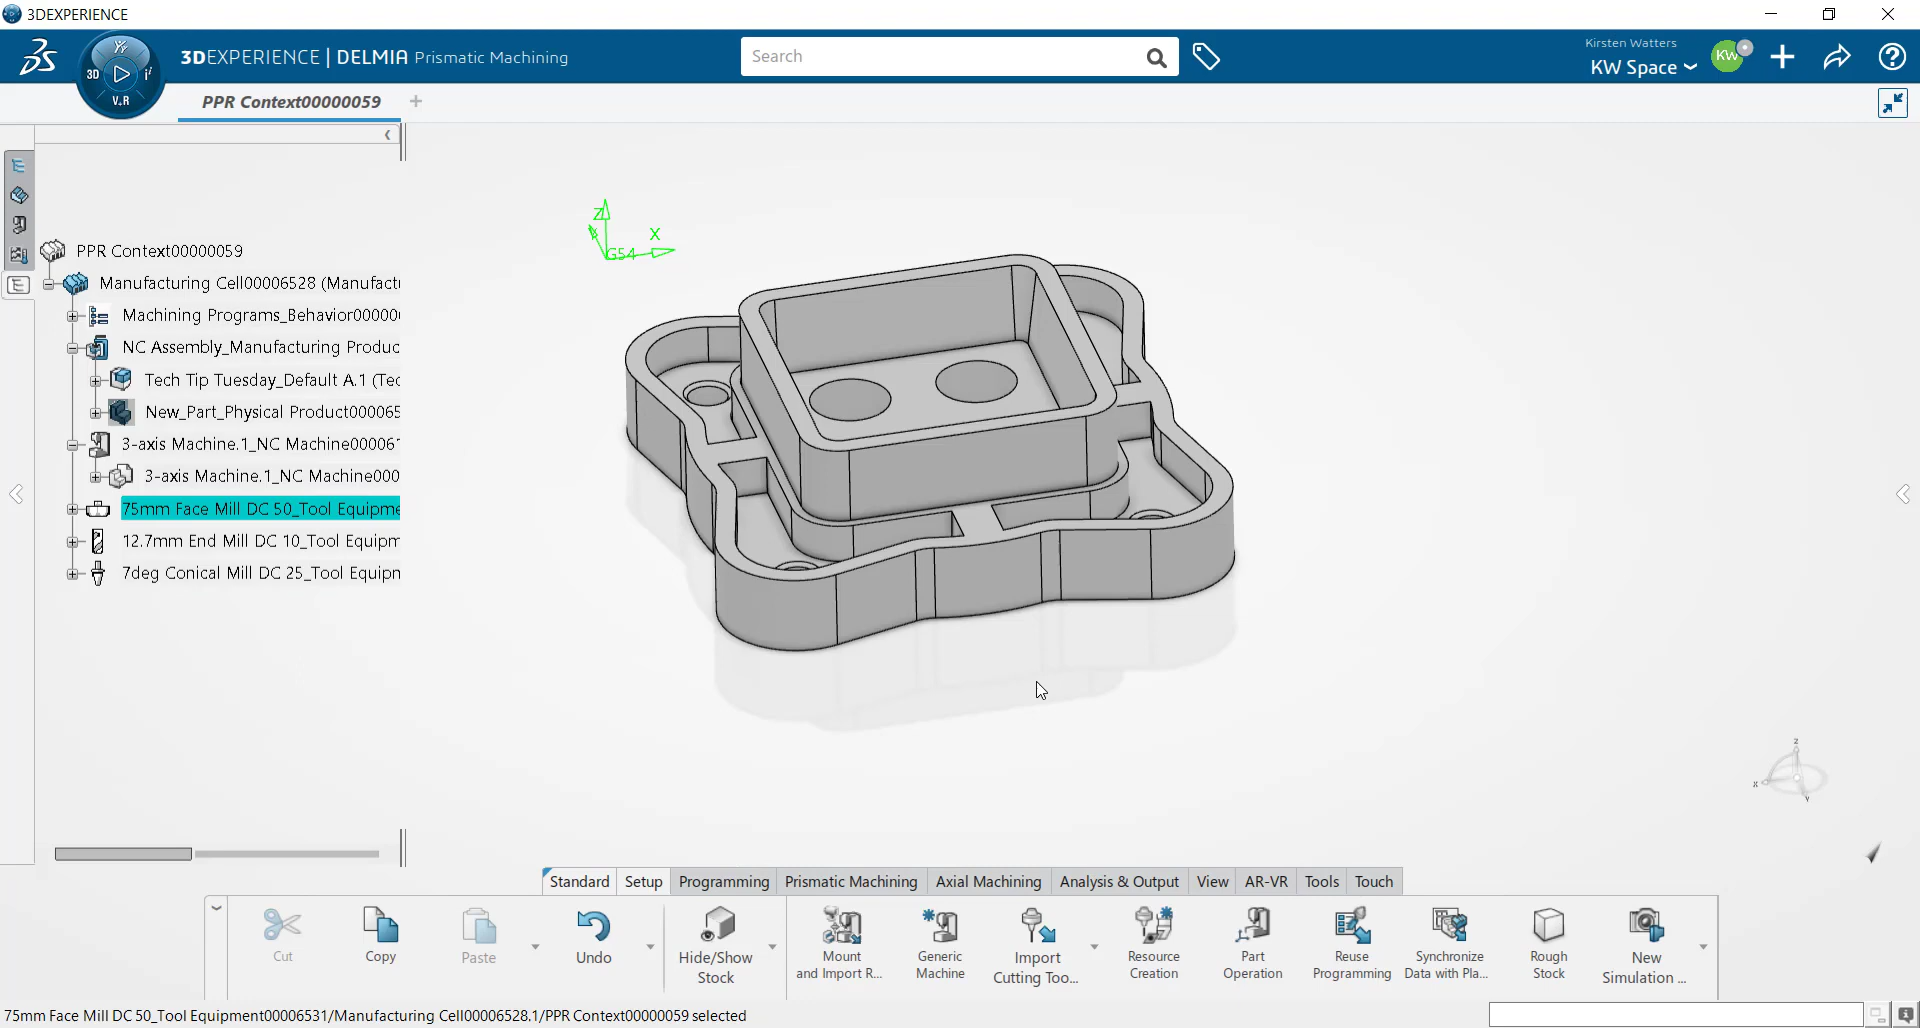 3DEXPERIENCE
3DEXPERIENCE | DELMIA Prismatic Machining
Search
Kirsten Watters
KW Space
KW
3D
V.R
PPR Context00000059
Z
X
G54
PPR Context00000059
Manufacturing Cell00006528 (Manufactu
Machining Programs_Behavior00000
NC Assembly_Manufacturing Produc
Tech Tip Tuesday_Default A.1 (Tec
New_Part_Physical Product000065
3-axis Machine.1_NC Machine00006
3-axis Machine.1_NC Machine000
75mm Face Mill DC 50_Tool Equipme
12.7mm End Mill DC 10_Tool Equipm
7deg Conical Mill DC 25_Tool Equipn
z
x
Y
Standard Setup Programming Prismatic Machining Axial Machining Analysis & Output View AR-VR Tools Touch
Cut
Copy
Paste
Undo
Hide/Show
Stock
Mount
and Import R...
Generic
Machine
Import
Cutting Too...
Resource
Creation
Part
Operation
Reuse
Programming
Synchronize
Data with Pla...
Rough
Stock
New
Simulation ...
75mm Face Mill DC 50_Tool Equipment00006531/Manufacturing Cell00006528.1/PPR Context00000059 selected